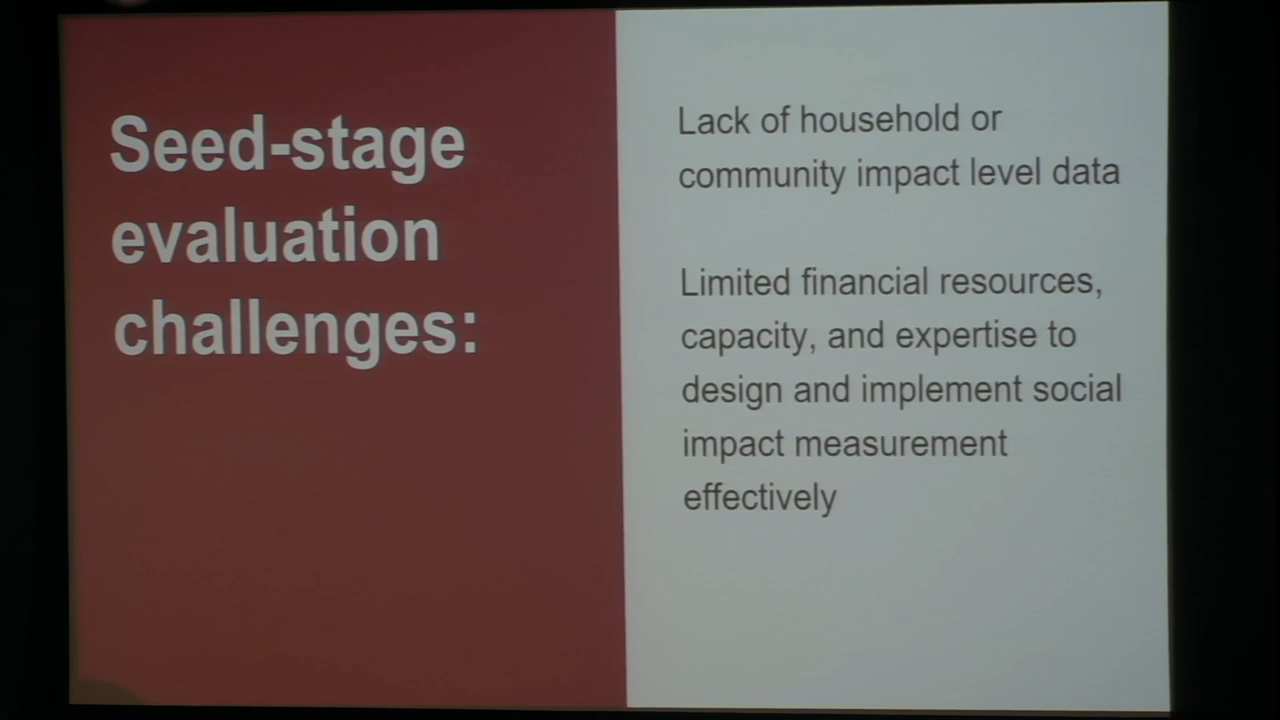 Seed-stage
evaluation
challenges:
Lack of household or
community impact level data
Limited financial resources,
capacity, and expertise to
design and implement social
impact measurement
effectively